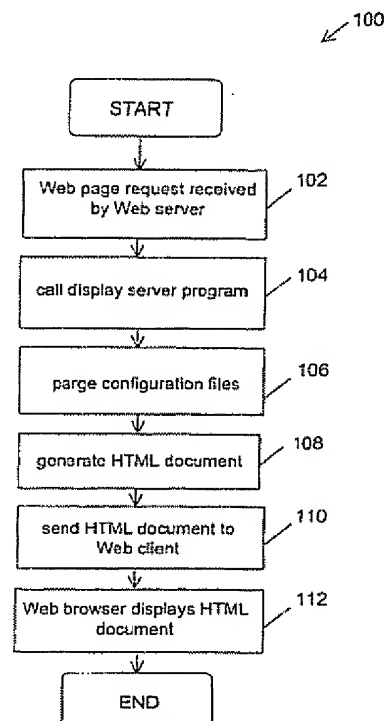 100
START
Web page request received
by Web server
102
call display server program
104
parge configuration files
106
generate HTML document
108
send HTML document to
Web client
110
Web browser displays HTML
document
112
END